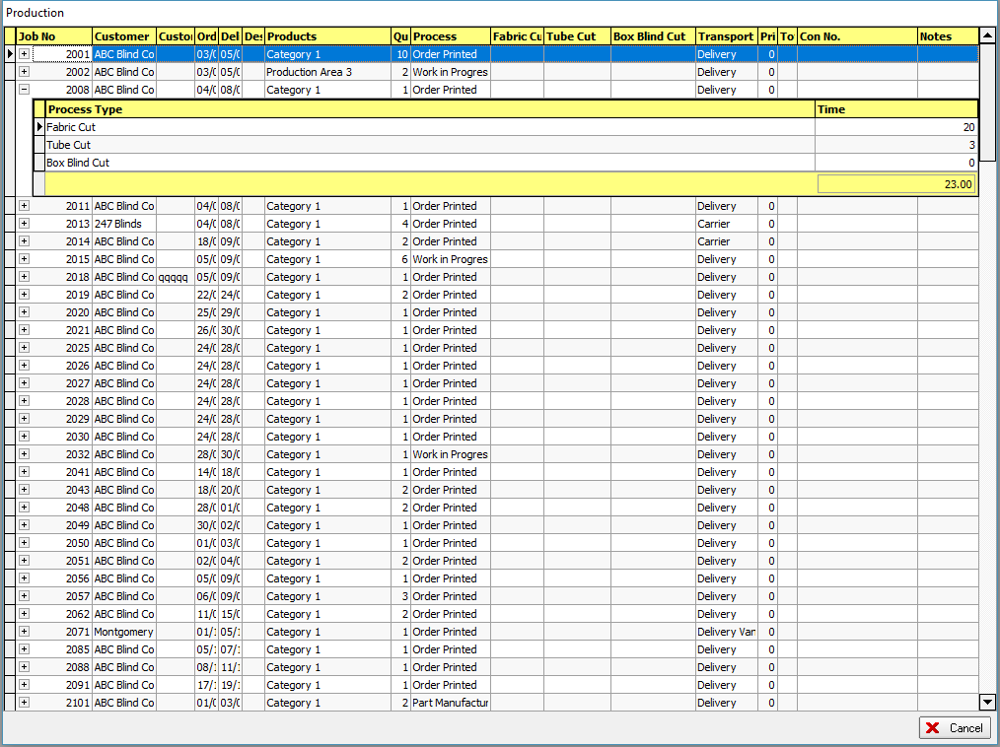 Production
Job No Customer Custo Ord Del Des Products Qu Process Fabric Cu Tube Cut Box Blind Cut Transport Pri To Con No. Notes
2001 ABC Blind Co 03/0 05/0 Category 1 10 Order Printed Delivery 0
2002 ABC Blind Co 03/0 05/0 Production Area 3 2 Work in Progres Delivery 0
2008 ABC Blind Co 04/0 08/0 Category 1 1 Order Printed Delivery 0
Process Type Time
Fabric Cut 20
Tube Cut 3
Box Blind Cut 0
23.00
2011 ABC Blind Co 04/0 08/0 Category 1 1 Order Printed Delivery 0
2013 247 Blinds 04/0 08/0 Category 1 4 Order Printed Carrier 0
2014 ABC Blind Co 18/0 09/0 Category 1 2 Order Printed Carrier 0
2015 ABC Blind Co 05/0 09/0 Category 1 6 Work in Progres Delivery 0
2018 ABC Blind Co qqqqq 05/0 09/0 Category 1 1 Order Printed Delivery 0
2019 ABC Blind Co 22/0 24/0 Category 1 2 Order Printed Delivery 0
2020 ABC Blind Co 25/0 29/0 Category 1 1 Order Printed Delivery 0
2021 ABC Blind Co 26/0 30/0 Category 1 1 Order Printed Delivery 0
2025 ABC Blind Co 24/0 28/0 Category 1 1 Order Printed Delivery 0
2026 ABC Blind Co 24/0 28/0 Category 1 1 Order Printed Delivery 0
2027 ABC Blind Co 24/0 28/0 Category 1 1 Order Printed Delivery 0
2028 ABC Blind Co 24/0 28/0 Category 1 1 Order Printed Delivery 0
2029 ABC Blind Co 24/0 28/0 Category 1 1 Order Printed Delivery 0
2030 ABC Blind Co 24/0 28/0 Category 1 1 Order Printed Delivery 0
2032 ABC Blind Co 28/0 30/0 Category 1 1 Work in Progres Delivery 0
2041 ABC Blind Co 14/0 18/0 Category 1 1 Order Printed Delivery 0
2043 ABC Blind Co 18/0 20/0 Category 1 2 Order Printed Delivery 0
2048 ABC Blind Co 28/0 01/0 Category 1 2 Order Printed Delivery 0
2049 ABC Blind Co 30/0 02/0 Category 1 1 Order Printed Delivery 0
2050 ABC Blind Co 01/0 03/0 Category 1 1 Order Printed Delivery 0
2051 ABC Blind Co 02/0 04/0 Category 1 2 Order Printed Delivery 0
2056 ABC Blind Co 05/0 09/0 Category 1 1 Order Printed Delivery 0
2057 ABC Blind Co 06/0 09/0 Category 1 3 Order Printed Delivery 0
2062 ABC Blind Co 11/0 15/0 Category 1 2 Order Printed Delivery 0
2071 Montgomery 01/1 05/1 Category 1 1 Order Printed Delivery Van 0
2085 ABC Blind Co 05/1 07/1 Category 1 1 Order Printed Delivery 0
2088 ABC Blind Co 08/1 11/1 Category 1 1 Order Printed Delivery 0
2091 ABC Blind Co 17/1 19/1 Category 1 1 Order Printed Delivery 0
2101 ABC Blind Co 01/0 03/0 Category 1 2 Part Manufactur Delivery 0
Cancel